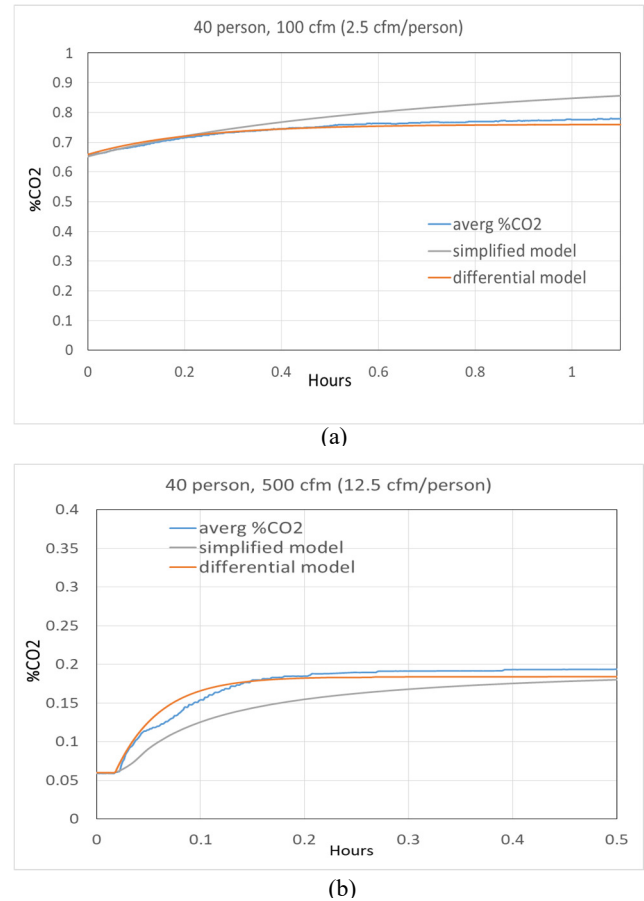 40 person, 100 cfm (2.5 cfm/person)
1
0.9
0.8
0.7
0.6
0.5
0.4
0.3
0.2
0.1
0
%CO2
averg %CO2
simplified model
differential model
0 0.2 0.4 0.6 0.8 1
Hours
(a)
40 person, 500 cfm (12.5 cfm/person)
0.4
0.35
0.3
0.25
0.2
0.15
0.1
0.05
0
%CO2
averg %CO2
simplified model
differential model
0 0.1 0.2 0.3 0.4 0.5
Hours
(b)